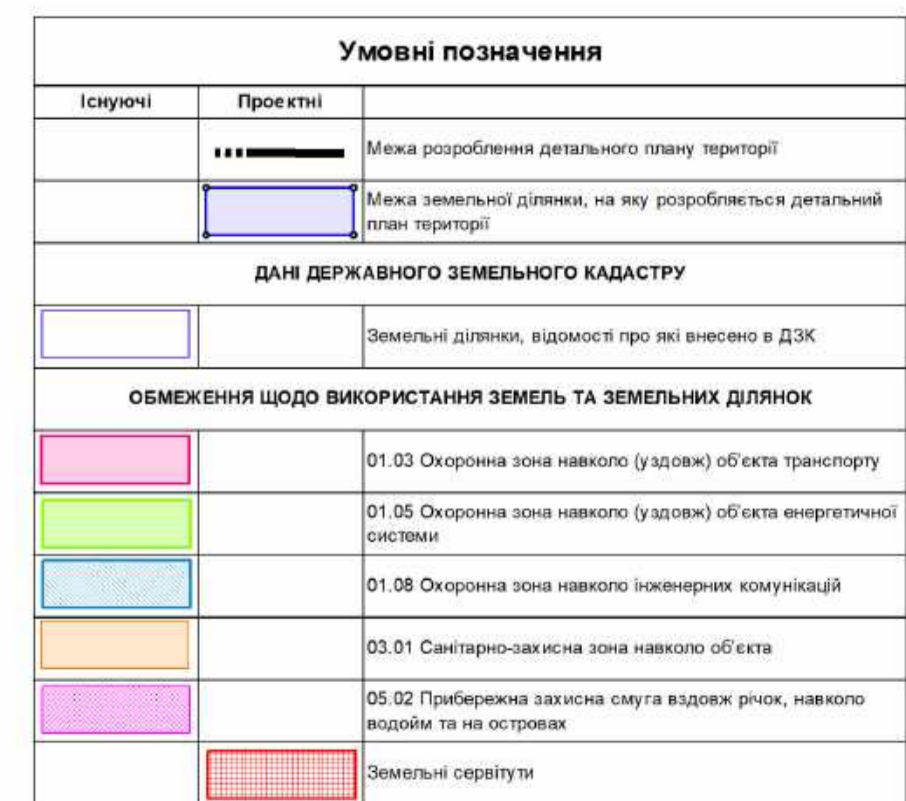 Умовні позначення
Існуючі Проектні
Межа розроблення детального плану території
Межа земельної ділянки, на яку розробляється детальний
план території
ДАНІ ДЕРЖАВНОГО ЗЕМЕЛЬНОГО КАДАСТРУ
Земельні ділянки, відомості про які внесено в ДЗК
ОБМЕЖЕННЯ ЩОДО ВИКОРИСТАННЯ ЗЕМЕЛЬ ТА ЗЕМЕЛЬНИХ ДІЛЯНОК
01.03 Охоронна зона навколо (уздовж) об'єкта транспорту
01.05 Охоронна зона навколо (уздовж) об'єкта енергетичної
системи
01.08 Охоронна зона навколо інженерних комунікацій
03.01 Санітарно-захисна зона навколо об'єкта
05.02 Прибережна захисна смуга вздовж річок, навколо
водойм та на островах
Земельні сервітути